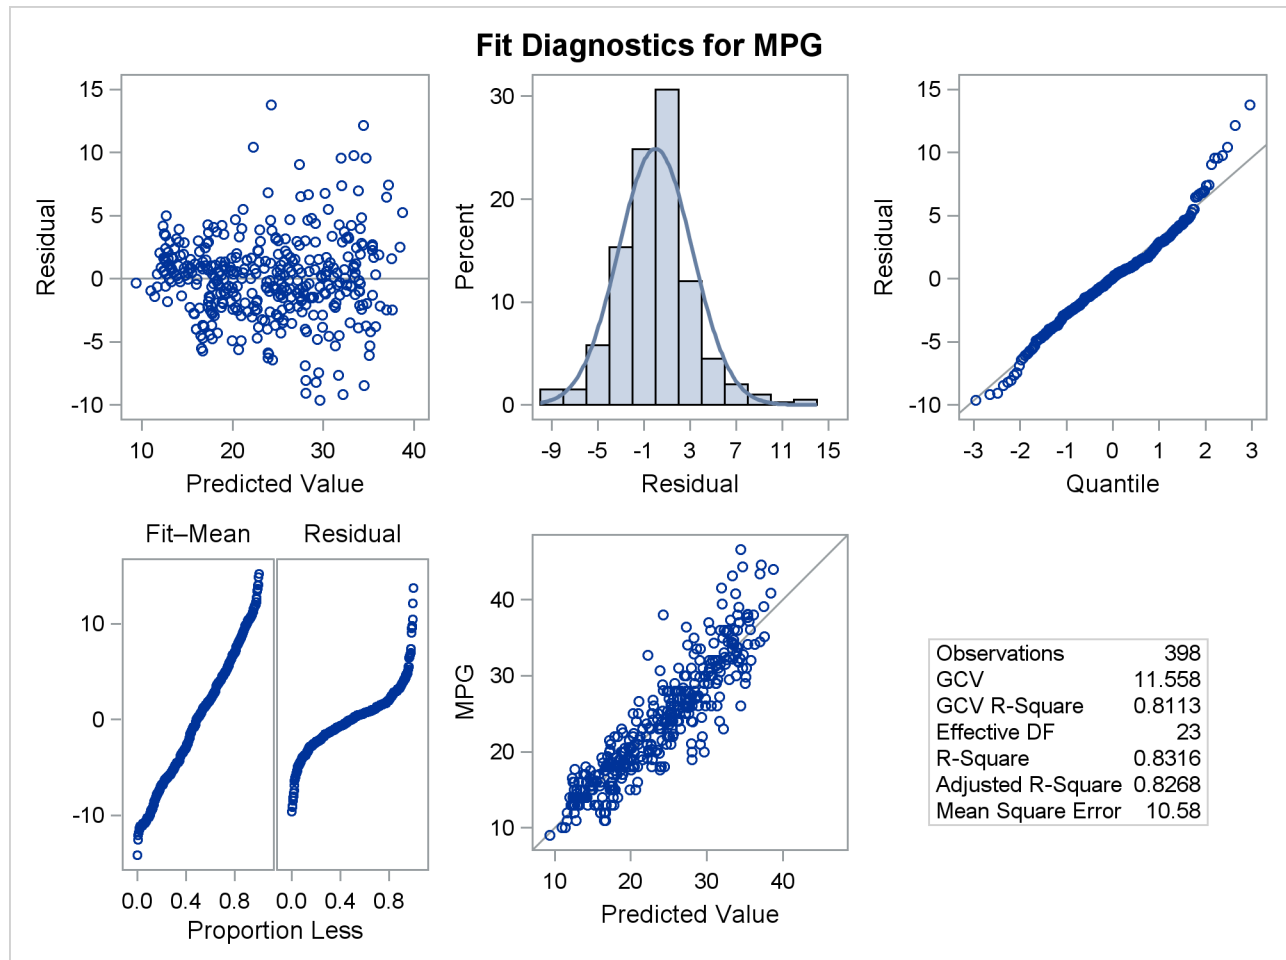 Fit Diagnostics for MPG
15
10
5
0
-5
-10
Residual
10 20 30 40
Predicted Value
30
20
10
0
Percent
-9 -5 -1 3 7 11 15
Residual
15
10
5
0
-5
-10
Residual
-3 -2 -1 0 1 2 3
Quantile
Fit–Mean Residual
10
0
-10
0.0 0.4 0.8 0.0 0.4 0.8
Proportion Less
40
30
20
10
MPG
10 20 30 40
Predicted Value
Observations 398
GCV 11.558
GCV R-Square 0.8113
Effective DF 23
R-Square 0.8316
Adjusted R-Square 0.8268
Mean Square Error 10.58